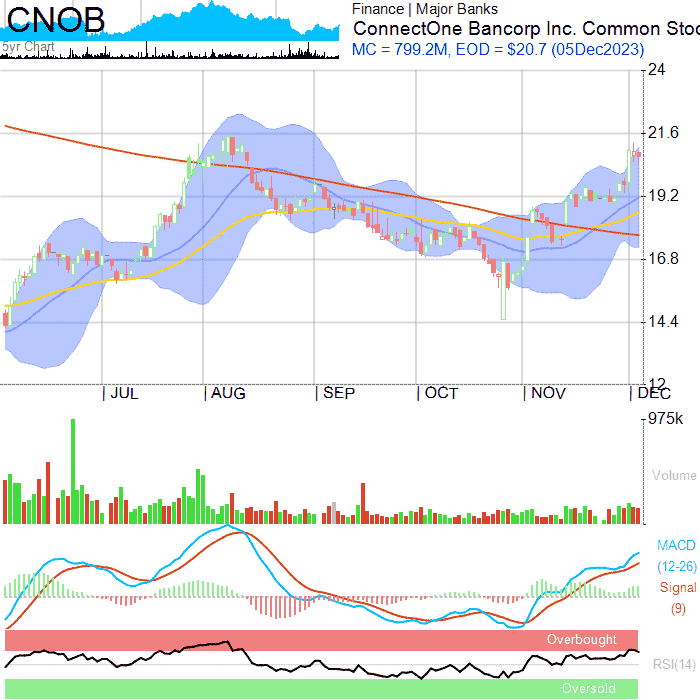 CNOB
5yr Chart
Finance | Major Banks
ConnectOne Bancorp Inc. Common Stoc
MC = 799.2M, EOD = $20.7 (05Dec2023)
24
21.6
19.2
16.8
14.4
12
JUL AUG SEP OCT NOV DEC
975k
Volume
MACD
(12-26)
Signal
(9)
Overbought
RSI(14)
Oversold